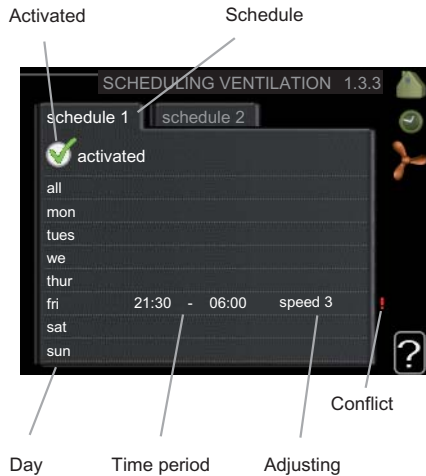 Activated Schedule
SCHEDULING VENTILATION 1.3.3
schedule 1 schedule 2
activated
all
mon
tues
we
thur
fri 21:30 - 06:00 speed 3 !
sat
sun
?
Conflict
Day Time period Adjusting